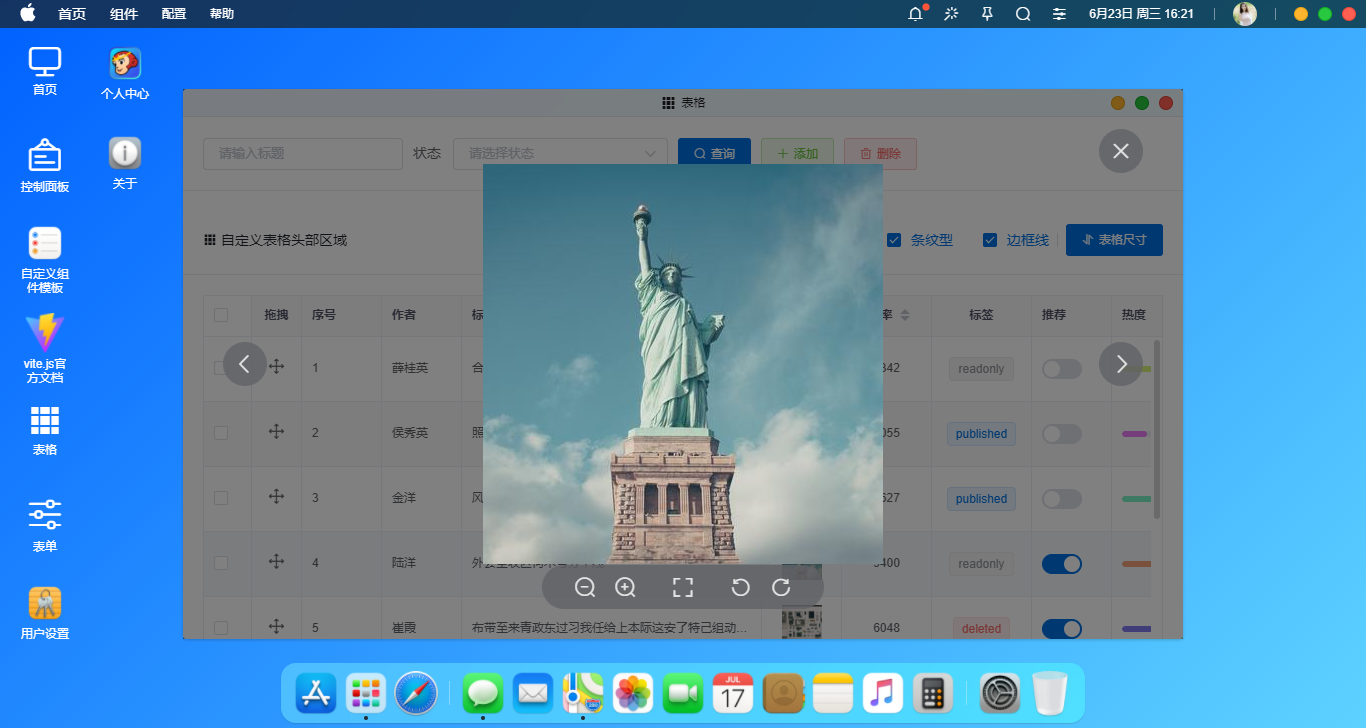 首页 组件 配置 帮助 6月23日 周三 16:21
首页
个人中心
控制面板
关于
自定义组
件模板
vite.js官
方文档
表格
表单
用户设置
表格
请输入标题 状态 请选择状态 查询 添加 删除
自定义表格头部区域 条纹型 边框线 表格尺寸
拖拽 序号 作者 率 标签 推荐 热度
1 薛桂英 合 readonly
2 侯秀英 照 published
3 金洋 风 published
4 陆洋 readonly
5 崔霞 布带至来青政东过习我任给上本际这安了特己组动... 6048 deleted
JUL
17